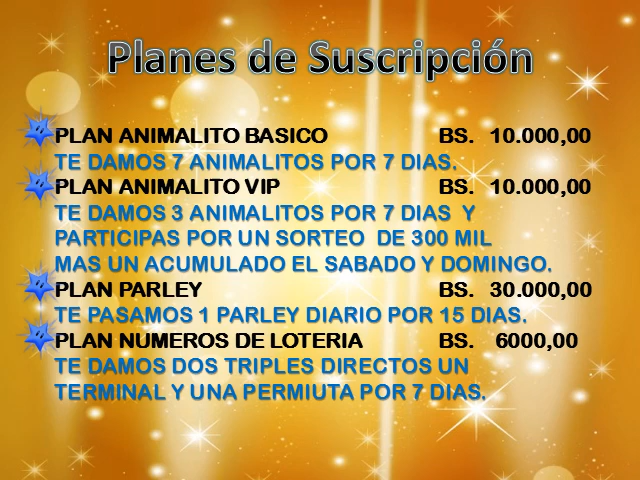 Planes de Suscripción
PLAN ANIMALITO BASICO BS. 10.000,00
TE DAMOS 7 ANIMALITOS POR 7 DIAS.
PLAN ANIMALITO VIP BS. 10.000,00
TE DAMOS 3 ANIMALITOS POR 7 DIAS Y
PARTICIPAS POR UN SORTEO DE 300 MIL
MAS UN ACUMULADO EL SABADO Y DOMINGO.
PLAN PARLEY BS. 30.000,00
TE PASAMOS 1 PARLEY DIARIO POR 15 DIAS.
PLAN NUMEROS DE LOTERIA BS. 6000,00
TE DAMOS DOS TRIPLES DIRECTOS UN
TERMINAL Y UNA PERMIUTA POR 7 DIAS.